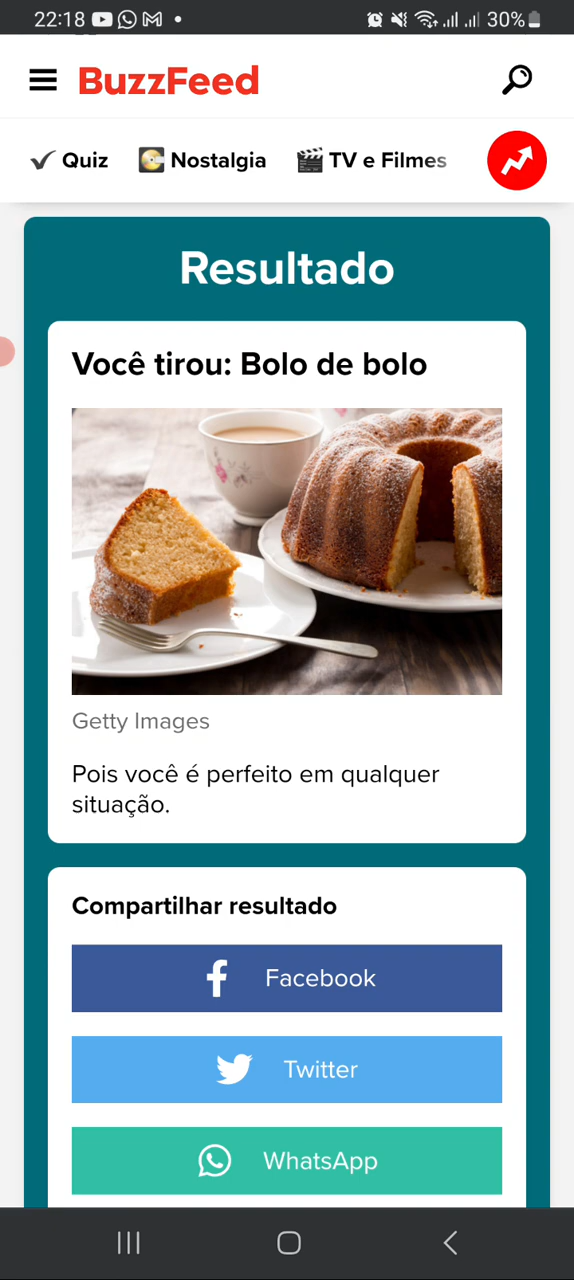 22:18
30%
BuzzFeed
Quiz
Nostalgia
TV e Filmes
Resultado
Você tirou: Bolo de bolo
Getty Images
Pois você é perfeito em qualquer
situação.
Compartilhar resultado
Facebook
Twitter
WhatsApp